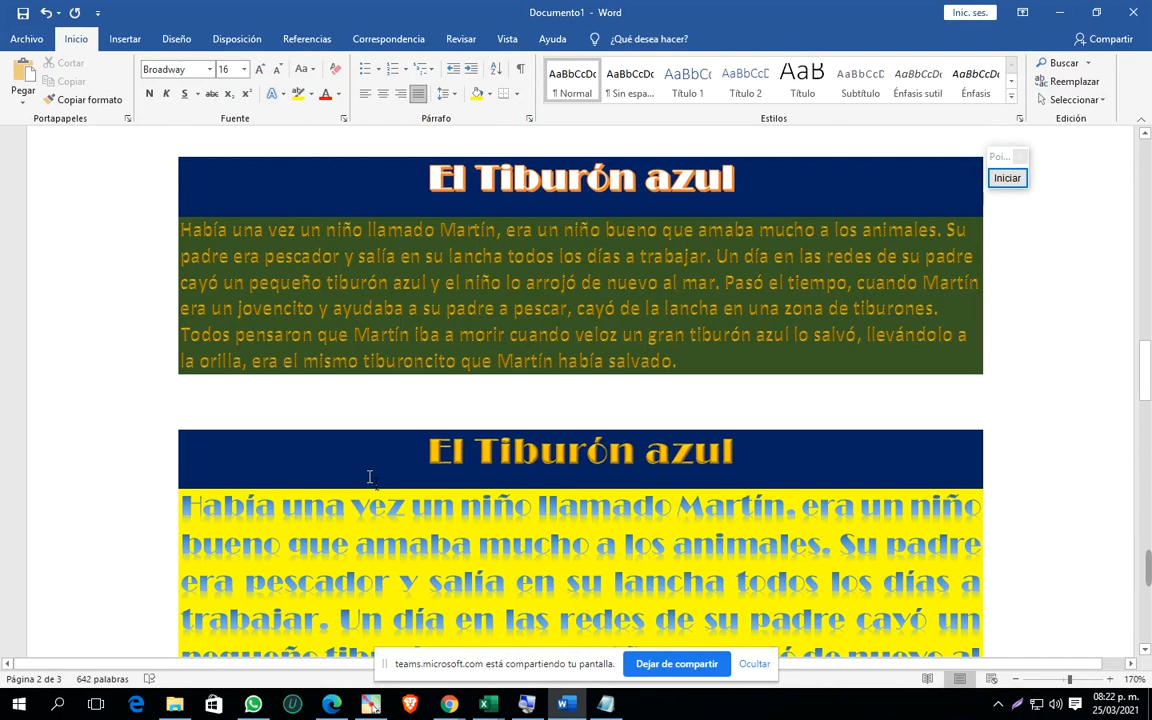 Documento1 - Word
Inic. ses.
Archivo
Inicio
Insertar
Diseño
Disposición
Referencias
Correspondencia
Revisar
Vista
Ayuda
¿Qué desea hacer?
Compartir
Pegar
Cortar
Copiar
Copiar formato
Portapapeles
Broadway
16
Aa
N K S abc x₂ x²
A
Fuente
Párrafo
AaBbCcDc
¶ Normal
AaBbCcDc
¶ Sin espa...
AaBbCc
Título 1
AaBbCcD
Título 2
AaB
Título
AaBbCcD
Subtítulo
AaBbCcDc
Énfasis sutil
AaBbCcDc
Énfasis
Estilos
Buscar
Reemplazar
Seleccionar
Edición
Poi...
Iniciar
El Tiburón azul
Había una vez un niño llamado Martín, era un niño bueno que amaba mucho a los animales. Su
padre era pescador y salía en su lancha todos los días a trabajar. Un día en las redes de su padre
cayó un pequeño tiburón azul y el niño lo arrojó de nuevo al mar. Pasó el tiempo, cuando Martín
era un jovencito y ayudaba a su padre a pescar, cayó de la lancha en una zona de tiburones.
Todos pensaron que Martín iba a morir cuando veloz un gran tiburón azul lo salvó, llevándolo a
la orilla, era el mismo tiburoncito que Martín había salvado.
El Tiburón azul
Había una vez un niño llamado Martín, era un niño
bueno que amaba mucho a los animales. Su padre
era pescador y salía en su lancha todos los días a
trabajar. Un día en las redes de su padre cayó un
pequeño de nuevo al
teams.microsoft.com está compartiendo tu pantalla.
Dejar de compartir
Ocultar
Página 2 de 3
642 palabras
170%
08:22 p. m.
25/03/2021